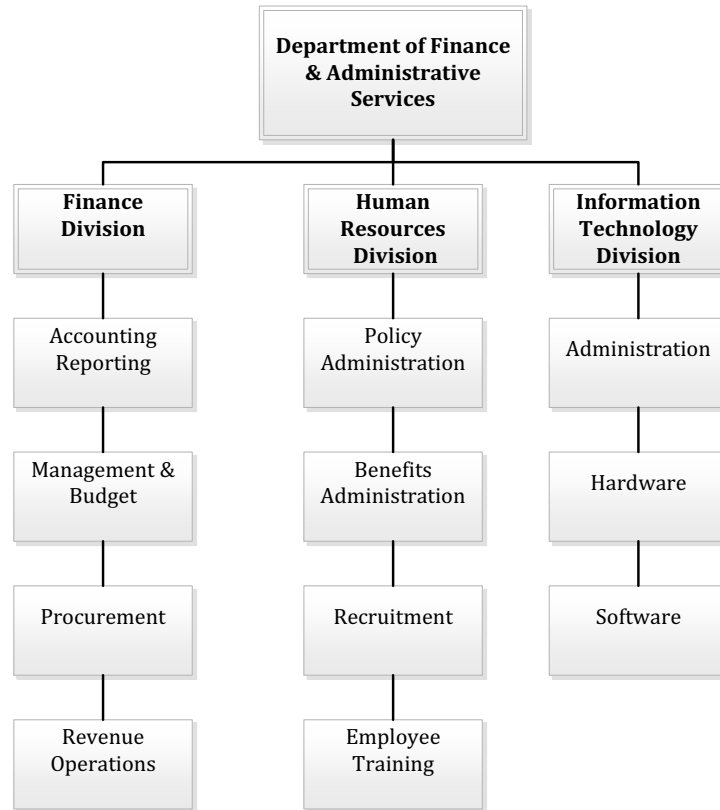 Department of Finance
& Administrative
Services
Finance
Division
Accounting
Reporting
Management &
Budget
Procurement
Revenue
Operations
Human
Resources
Division
Policy
Administration
Benefits
Administration
Recruitment
Employee
Training
Information
Technology
Division
Administration
Hardware
Software